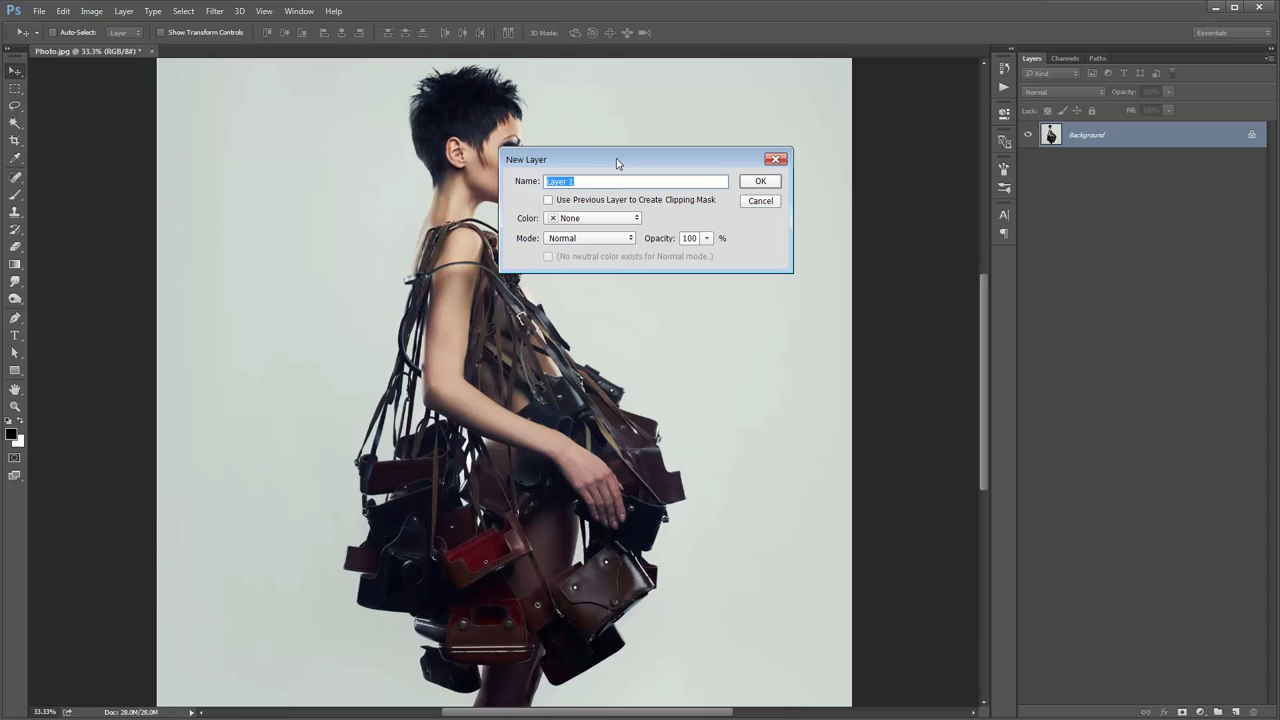 Ps File Edit Image Layer Type Select Filter 3D View Window Help
Auto-Select: Layer Show Transform Controls 3D Mode: Essentials
Photo.jpg @ 33,3% (RGB/8#) * ×
Layers Channels Paths
Kind
Normal Opacity: 100%
Lock: Fill: 100%
Background
New Layer
Name: Layer 1 OK
Use Previous Layer to Create Clipping Mask Cancel
Color: None
Mode: Normal Opacity: 100 %
(No neutral color exists for Normal mode.)
33,33% Doc: 28,0M/28,0M